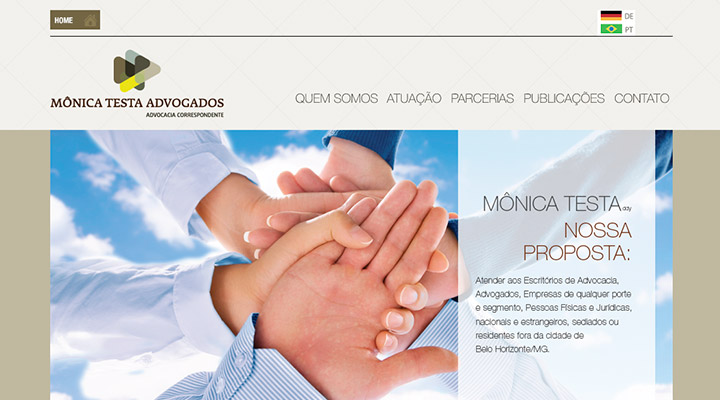 HOME
DE
PT
MÔNICA TESTA ADVOGADOS
ADVOCACIA CORRESPONDENTE
QUEM SOMOS ATUAÇÃO PARCERIAS PUBLICAÇÕES CONTATO
MÔNICA TESTA adv
NOSSA
PROPOSTA:
Atender aos Escritórios de Advocacia,
Advogados, Empresas de qualquer porte
e segmento, Pessoas Físicas e Jurídicas,
nacionais e estrangeiros, sediados ou
residentes fora da cidade de
Belo Horizonte/MG.